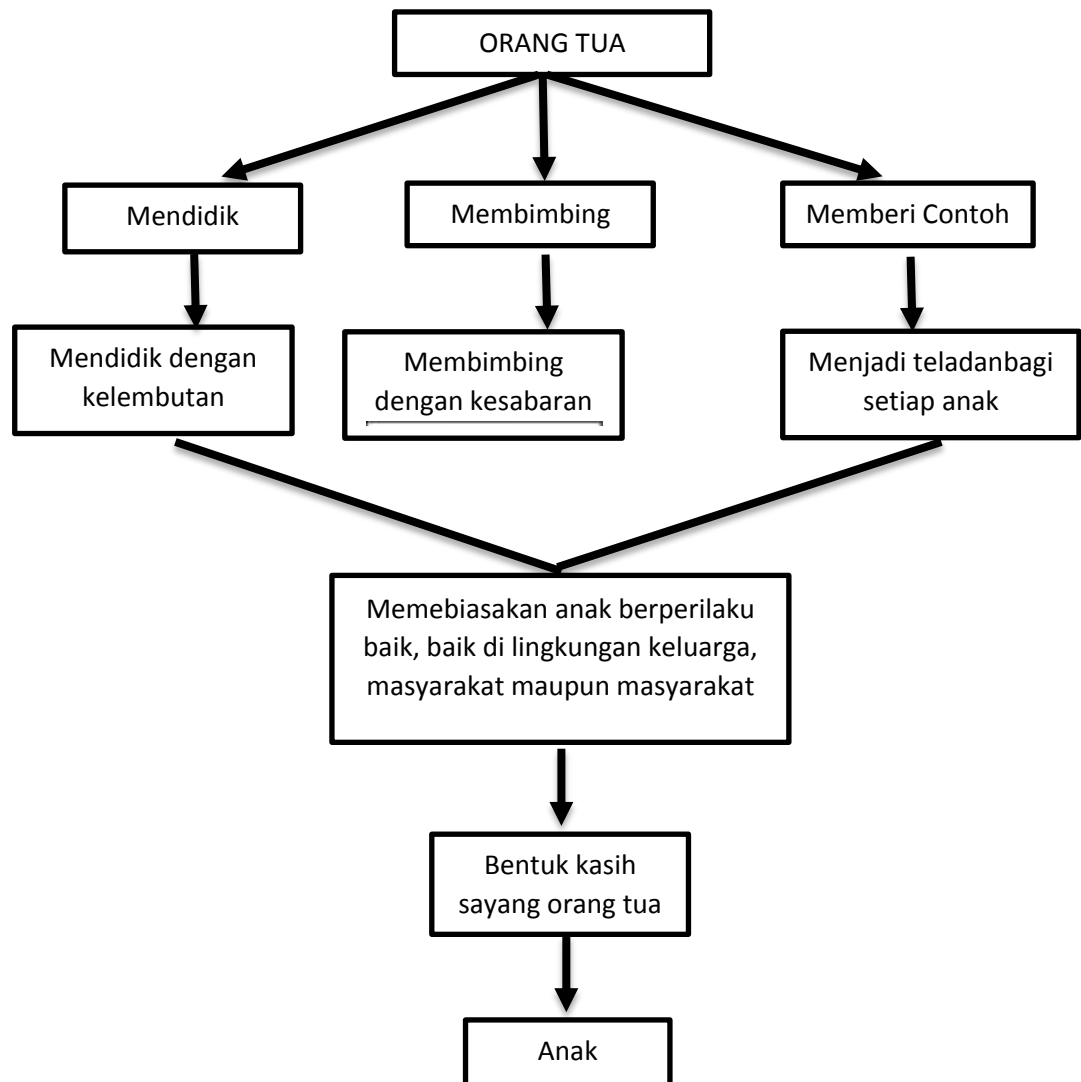 ORANG TUA
Mendidik
Membimbing
Memberi Contoh
Mendidik dengan
kelembutan
Membimbing
dengan kesabaran
Menjadi teladanbagi
setiap anak
Memebiasakan anak berperilaku
baik, baik di lingkungan keluarga,
masyarakat maupun masyarakat
Bentuk kasih
sayang orang tua
Anak